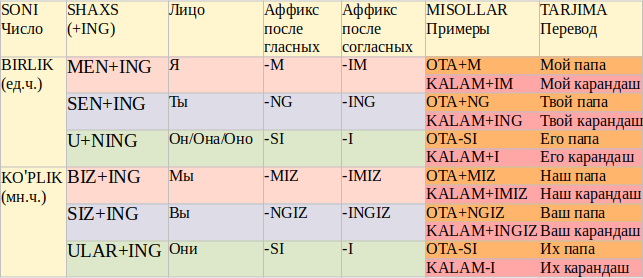 SONI SHAXS Лицо Аффикс Аффикс MISOLLAR TARJIMA
Число (+ING) после после Примеры Перевод
гласных согласных
BIRLIK MEN+ING Я -M -IM OTA+M Мой папа
(ед.ч.) KALAM+IM Мой карандаш
SEN+ING Ты -NG -ING OTA+NG Твой папа
KALAM+ING Твой карандаш
U+NING Он/Она/Оно -SI -I OTA-SI Его папа
KALAM+I Его карандаш
KO'PLIK BIZ+ING Мы -MIZ -IMIZ OTA+MIZ Наш папа
(мн.ч.) KALAM+IMIZ Наш карандаш
SIZ+ING Вы -NGIZ -INGIZ OTA+NGIZ Ваш папа
KALAM+INGIZ Ваш карандаш
ULAR+ING Они -SI -I OTA-SI Их папа
KALAM-I Их карандаш